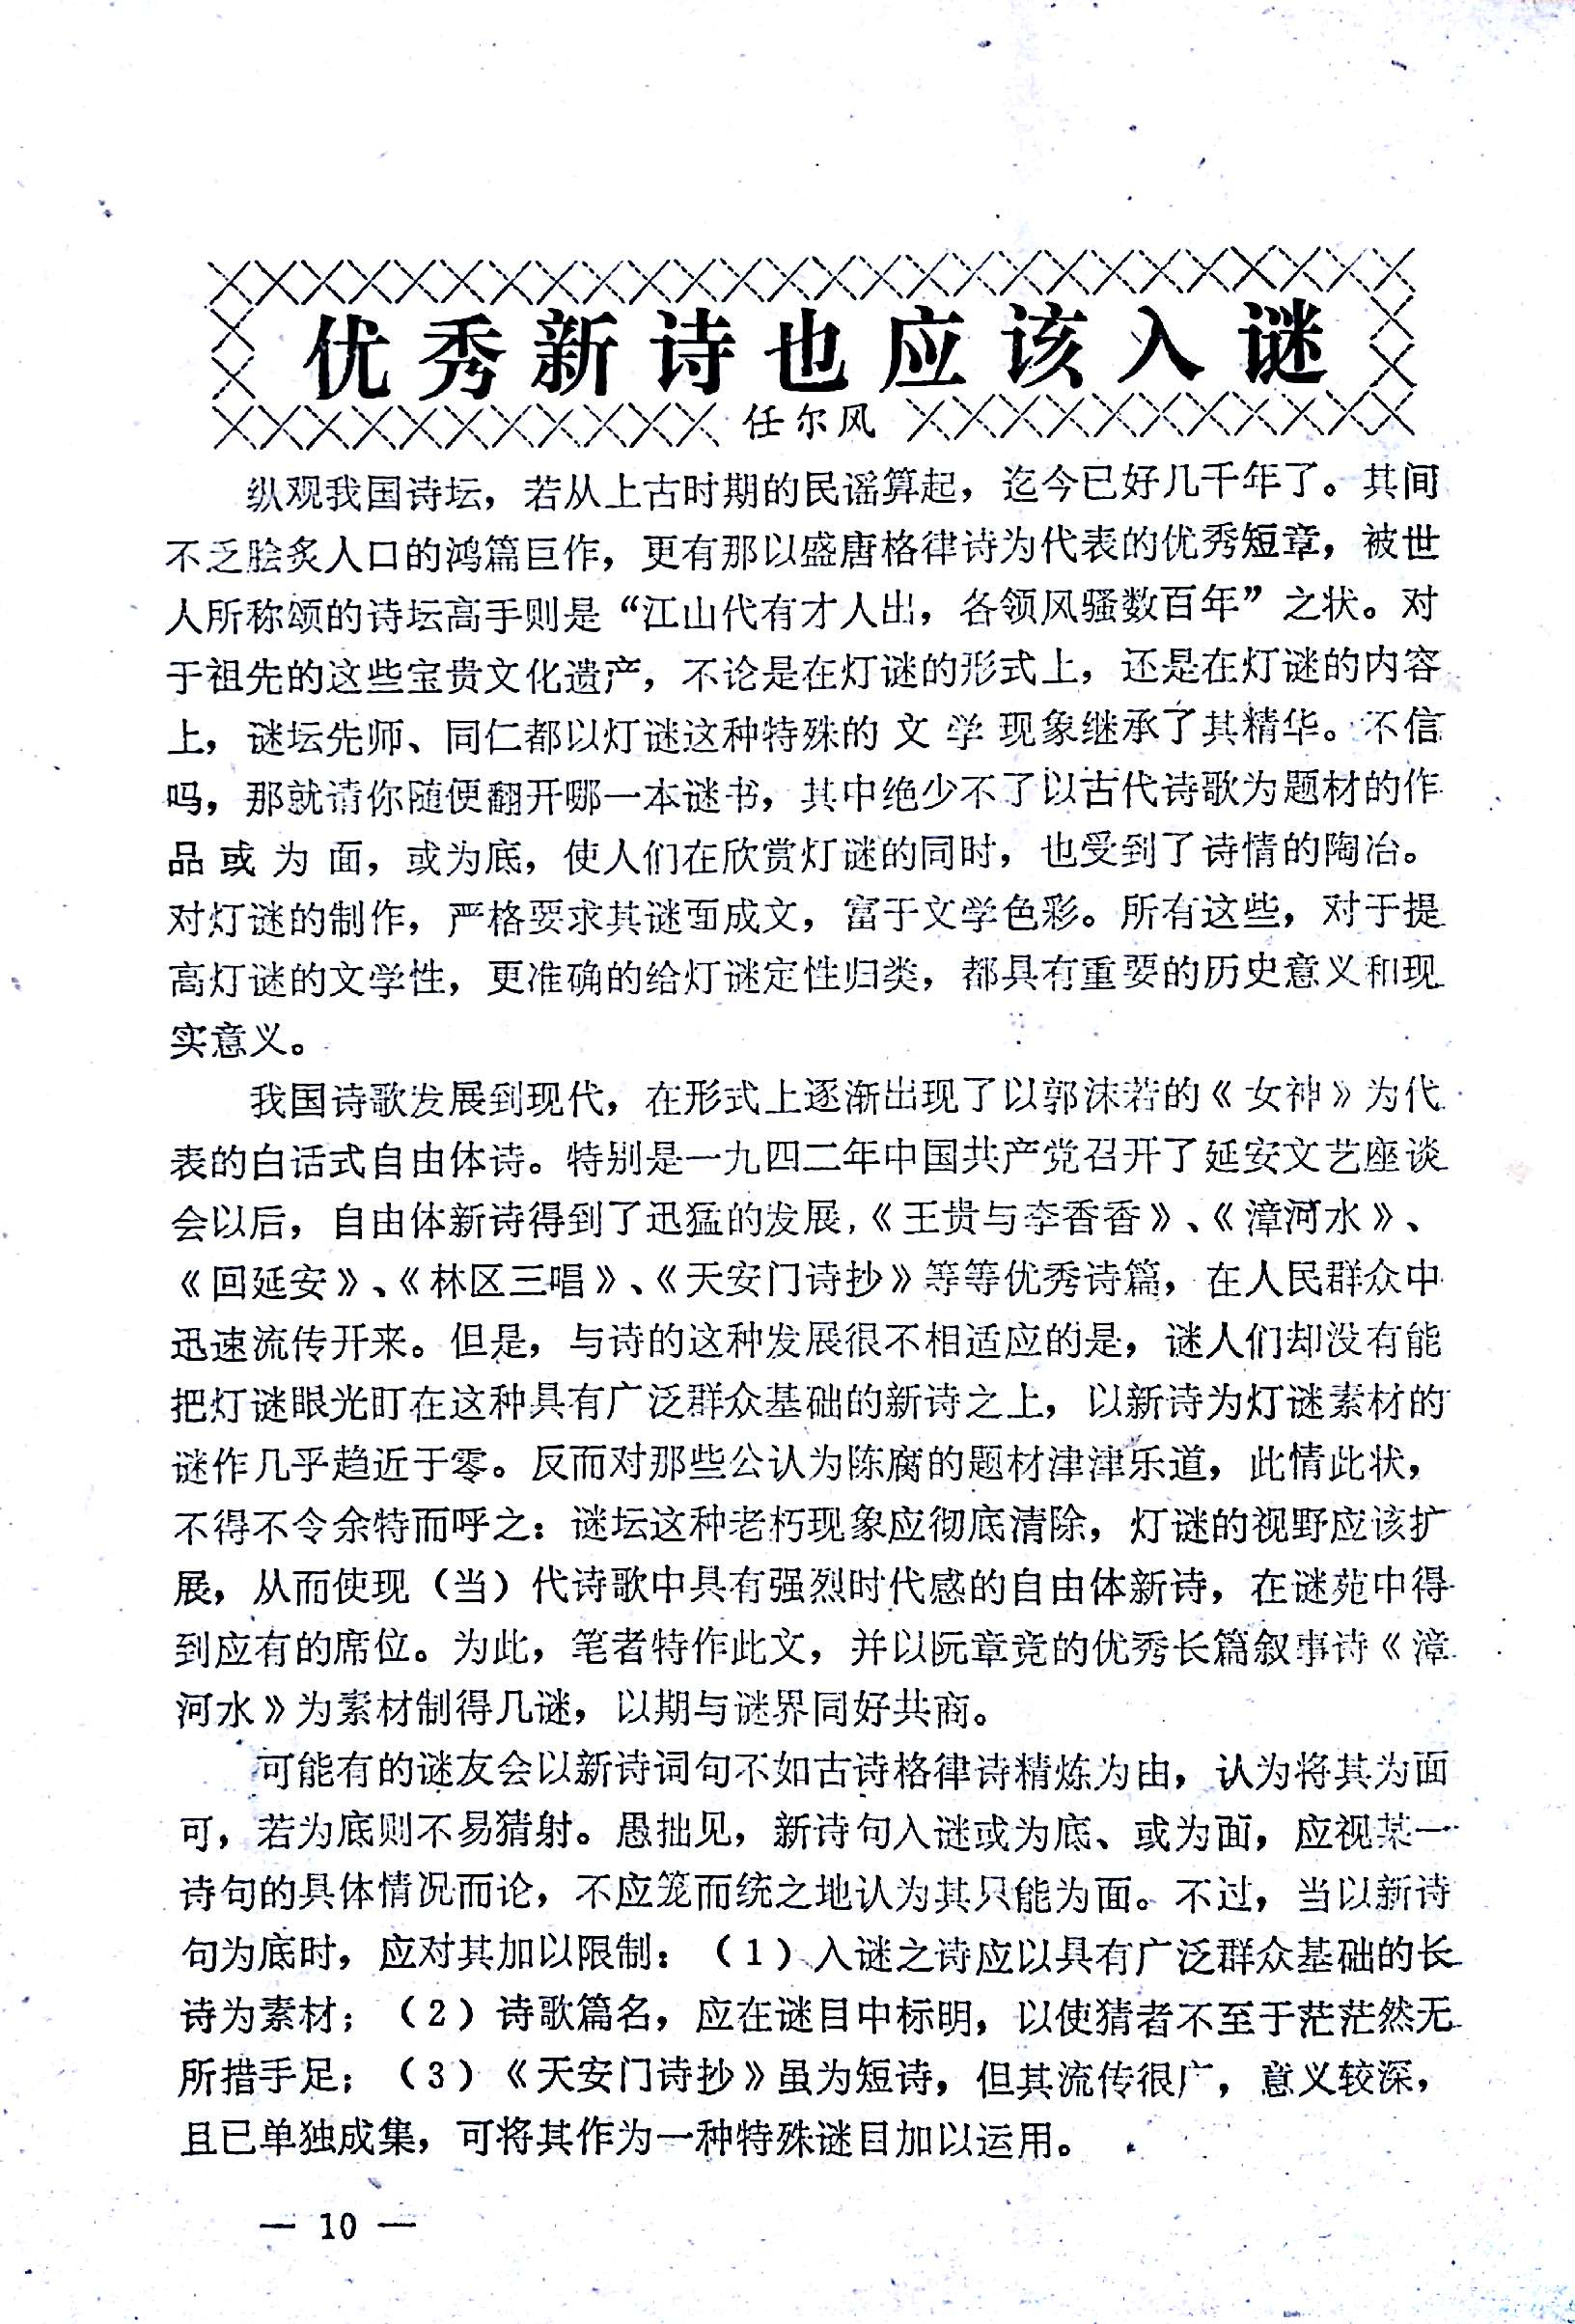 优秀新诗也应该入谜
任尔风
纵观我国诗坛，若从上古时期的民谣算起，迄今已好几千年了。其间
不乏脍炙人口的鸿篇巨作，更有那以盛唐格律诗为代表的优秀短章，被世
人所称颂的诗坛高手则是“江山代有才人出，各领风骚数百年”之状。对
于祖先的这些宝贵文化遗产，不论是在灯谜的形式上，还是在灯谜的内容
上，谜坛先师、同仁都以灯谜这种特殊的文学现象继承了其精华。不信
吗，那就请你随便翻开哪一本谜书，其中绝少不了以古代诗歌为题材的作
品或为面，或为底，使人们在欣赏灯谜的同时，也受到了诗情的陶冶。
对灯谜的制作，严格要求其谜面成文，富于文学色彩。所有这些，对于提
高灯谜的文学性，更准确的给灯谜定性归类，都具有重要的历史意义和现
实意义。
我国诗歌发展到现代，在形式上逐渐出现了以郭沫若的《女神》为代
表的白话式自由体诗。特别是一九四二年中国共产党召开了延安文艺座谈
会以后，自由体新诗得到了迅猛的发展，《王贵与李香香》、《漳河水》、
《回延安》、《林区三唱》、《天安门诗抄》等等优秀诗篇，在人民群众中
迅速流传开来。但是，与诗的这种发展很不相适应的是，谜人们却没有能
把灯谜眼光盯在这种具有广泛群众基础的新诗之上，以新诗为灯谜素材的
谜作几乎趋近于零。反而对那些公认为陈腐的题材津津乐道，此情此状，
不得不令余特而呼之：谜坛这种老朽现象应彻底清除，灯谜的视野应该扩
展，从而使现（当）代诗歌中具有强烈时代感的自由体新诗，在谜苑中得
到应有的席位。为此，笔者特作此文，并以阮章竞的优秀长篇叙事诗《漳
河水》为素材制得几谜，以期与谜界同好共商。
可能有的谜友会以新诗词句不如古诗格律诗精炼为由，认为将其为面
可，若为底则不易猜射。愚拙见，新诗句入谜或为底、或为面，应视某一
诗句的具体情况而论，不应笼而统之地认为其只能为面。不过，当以新诗
句为底时，应对其加以限制：（1）入谜之诗应以具有广泛群众基础的长
诗为素材；（2）诗歌篇名，应在谜目中标明，以使猜者不至于茫茫然无
所措手足；（3）《天安门诗抄》虽为短诗，但其流传很广，意义较深，
且已单独成集，可将其作为一种特殊谜目加以运用。
— 10 —